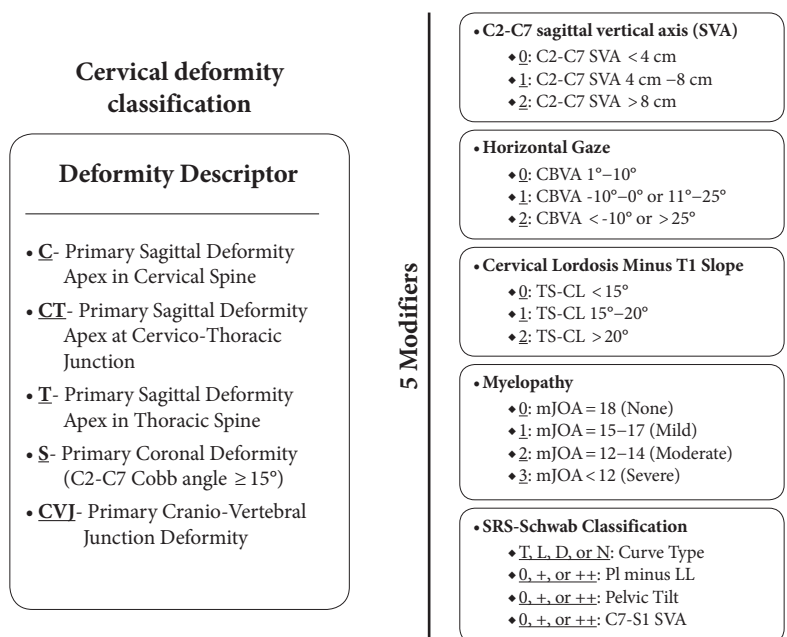 Cervical deformity
classification
Deformity Descriptor
• C- Primary Sagittal Deformity
Apex in Cervical Spine
• CT- Primary Sagittal Deformity
Apex at Cervico-Thoracic
Junction
• T- Primary Sagittal Deformity
Apex in Thoracic Spine
• S- Primary Coronal Deformity
(C2-C7 Cobb angle ≥ 15°)
• CVJ- Primary Cranio-Vertebral
Junction Deformity
5 Modifiers
• C2-C7 sagittal vertical axis (SVA)
◆ 0: C2-C7 SVA < 4 cm
◆ 1: C2-C7 SVA 4 cm –8 cm
◆ 2: C2-C7 SVA > 8 cm
• Horizontal Gaze
◆ 0: CBVA 1°–10°
◆ 1: CBVA -10°–0° or 11°–25°
◆ 2: CBVA < -10° or > 25°
• Cervical Lordosis Minus T1 Slope
◆ 0: TS-CL < 15°
◆ 1: TS-CL 15°–20°
◆ 2: TS-CL > 20°
• Myelopathy
◆ 0: mJOA = 18 (None)
◆ 1: mJOA = 15–17 (Mild)
◆ 2: mJOA = 12–14 (Moderate)
◆ 3: mJOA < 12 (Severe)
• SRS-Schwab Classification
◆ T, L, D, or N: Curve Type
◆ 0, +, or ++: Pl minus LL
◆ 0, +, or ++: Pelvic Tilt
◆ 0, +, or ++: C7-S1 SVA